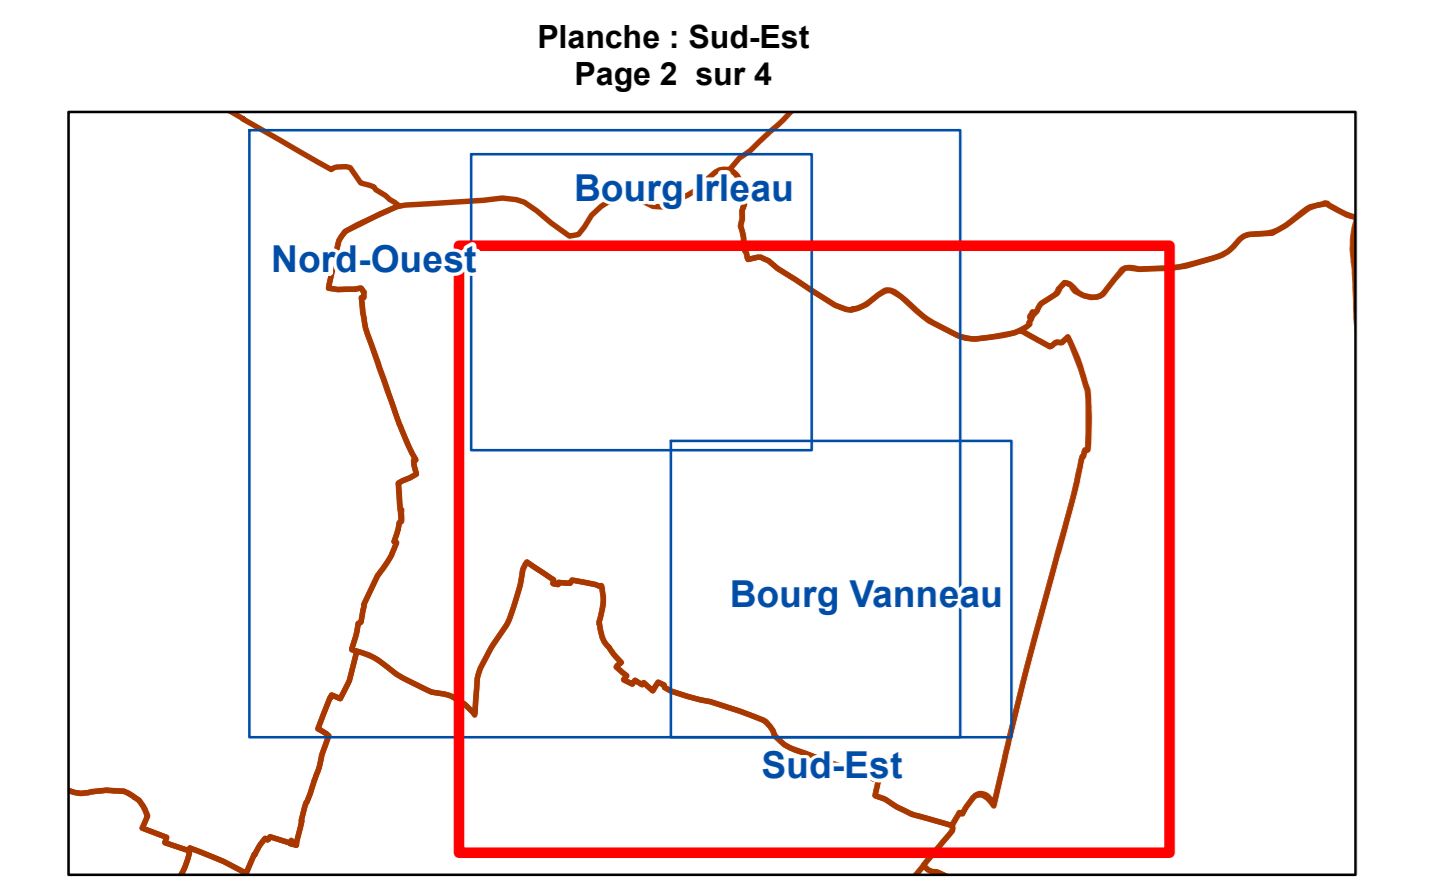 Planche : Sud-Est
Page 2  sur 4
Bourg Irleau
Nord-Ouest
Bourg Vanneau
Sud-Est